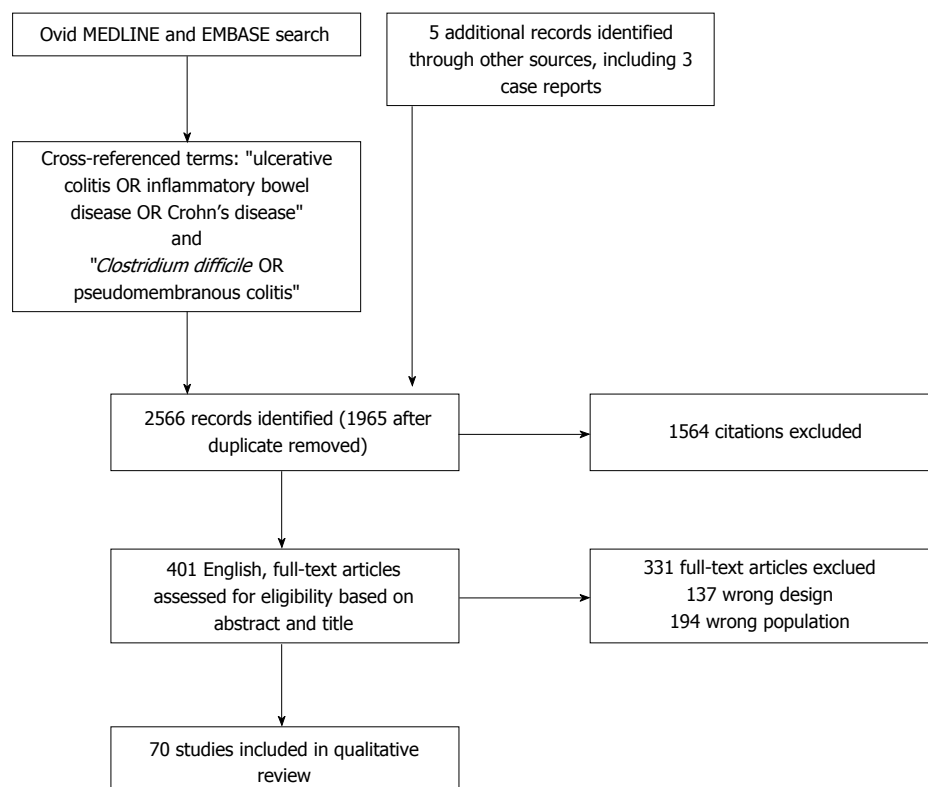 Ovid MEDLINE and EMBASE search
5 additional records identified
through other sources, including 3
case reports
Cross-referenced terms: "ulcerative
colitis OR inflammatory bowel
disease OR Crohn’s disease"
and
"Clostridium difficile OR
pseudomembranous colitis"
2566 records identified (1965 after
duplicate removed)
1564 citations excluded
401 English, full-text articles
assessed for eligibility based on
abstract and title
331 full-text articles exclued
137 wrong design
194 wrong population
70 studies included in qualitative
review